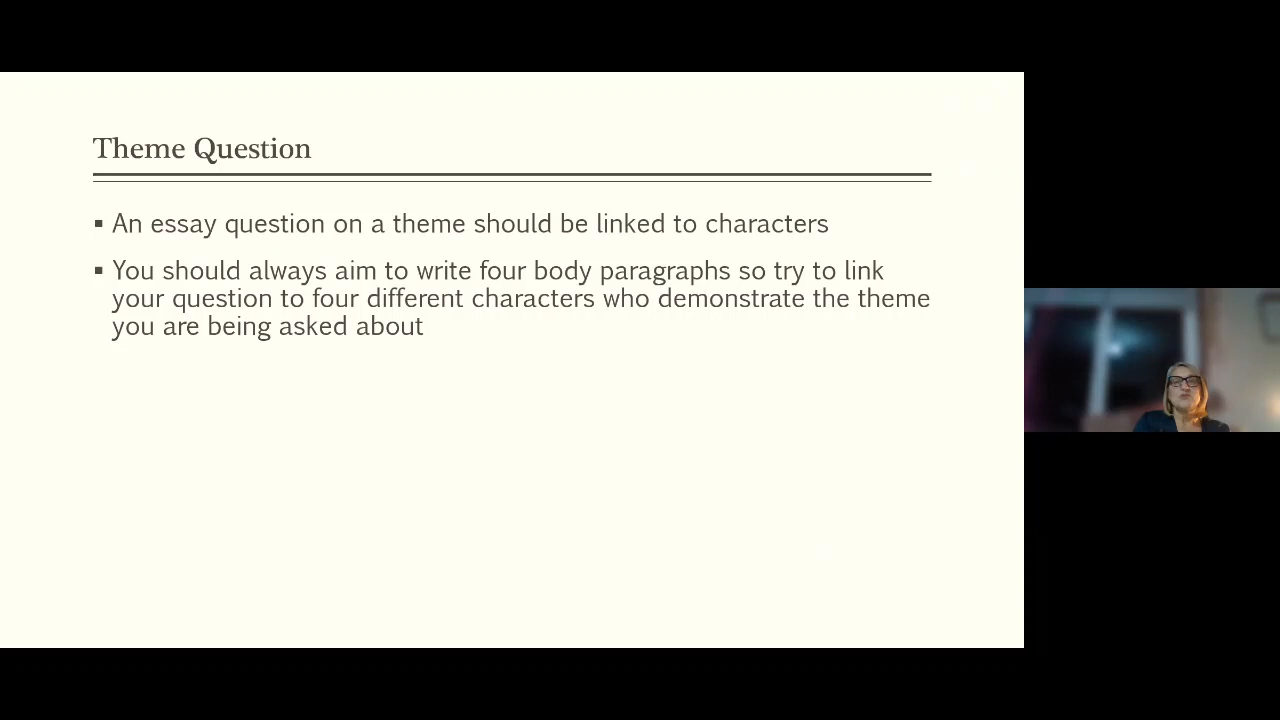 Theme Question
▪ An essay question on a theme should be linked to characters
▪ You should always aim to write four body paragraphs so try to link
your question to four different characters who demonstrate the theme
you are being asked about